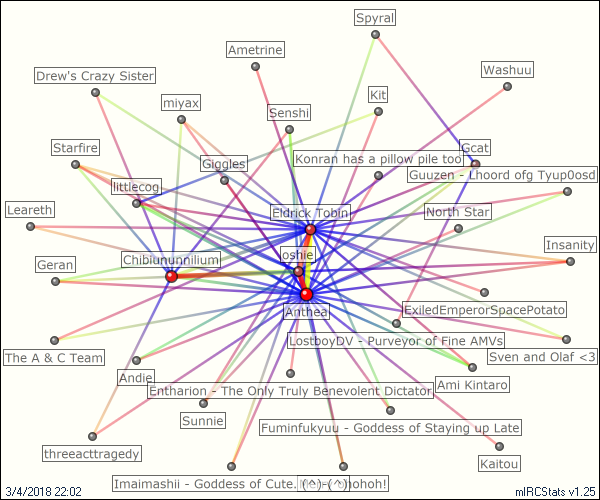 Spyral
Ametrine
Washuu
Drew's Crazy Sister
Kit
miyax
Senshi
Starfire
Gcat
Konran has a pillow pile too
Giggles
Guuzen - Lhoord ofg Tyup0osd
littlecog
Leareth
Eldrick Tobin
North Star
Insanity
oshie
Geran
Chibiununnilium
Anthea
ExiledEmperorSpacePotato
LostboyDV - Purveyor of Fine AMVs
The A & C Team
Sven and Olaf <3
Andie
Ami Kintaro
Entharion - The Only Truly Benevolent Dictator
Sunnie
Fuminfukyuu - Goddess of Staying up Late
threeacttragedy
Kaitou
Imaimashii - Goddess of Cute.
3/4/2018 22:02
mIRCStats v1.25